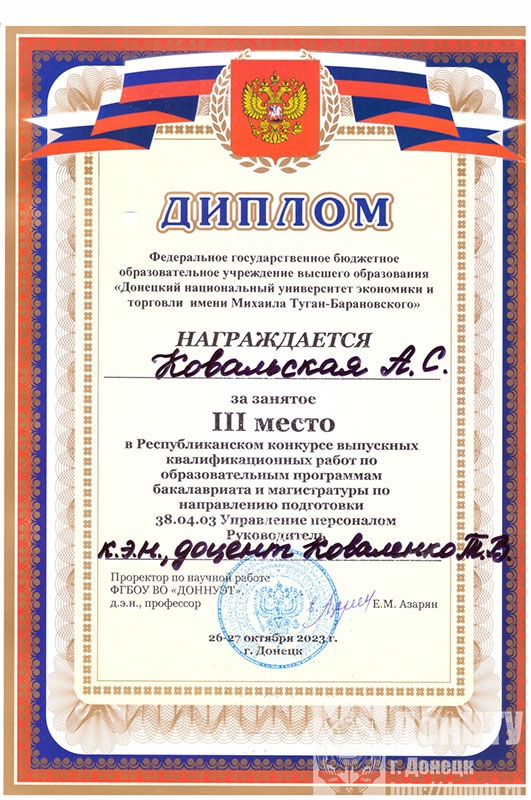 ДИПЛОМ
Федеральное государственное бюджетное
образовательное учреждение высшего образования
«Донецкий национальный университет экономики и
торговли имени Михаила Туган-Барановского»
НАГРАЖДАЕТСЯ
Ковальская А.С.
за занятое
III место
в Республиканском конкурсе выпускных
квалификационных работ по
образовательным программам
бакалавриата и магистратуры по
направлению подготовки
38.04.03 Управление персоналом
Руководитель
к.э.н., доцент Коваленко Т.В.
Проректор по научной работе
ФГБОУ ВО «ДОННУЭТ»,
д.э.н., профессор
Е.М. Азарян
26-27 октября 2023 г.
г. Донецк
ДОННТУ
г. Донецк